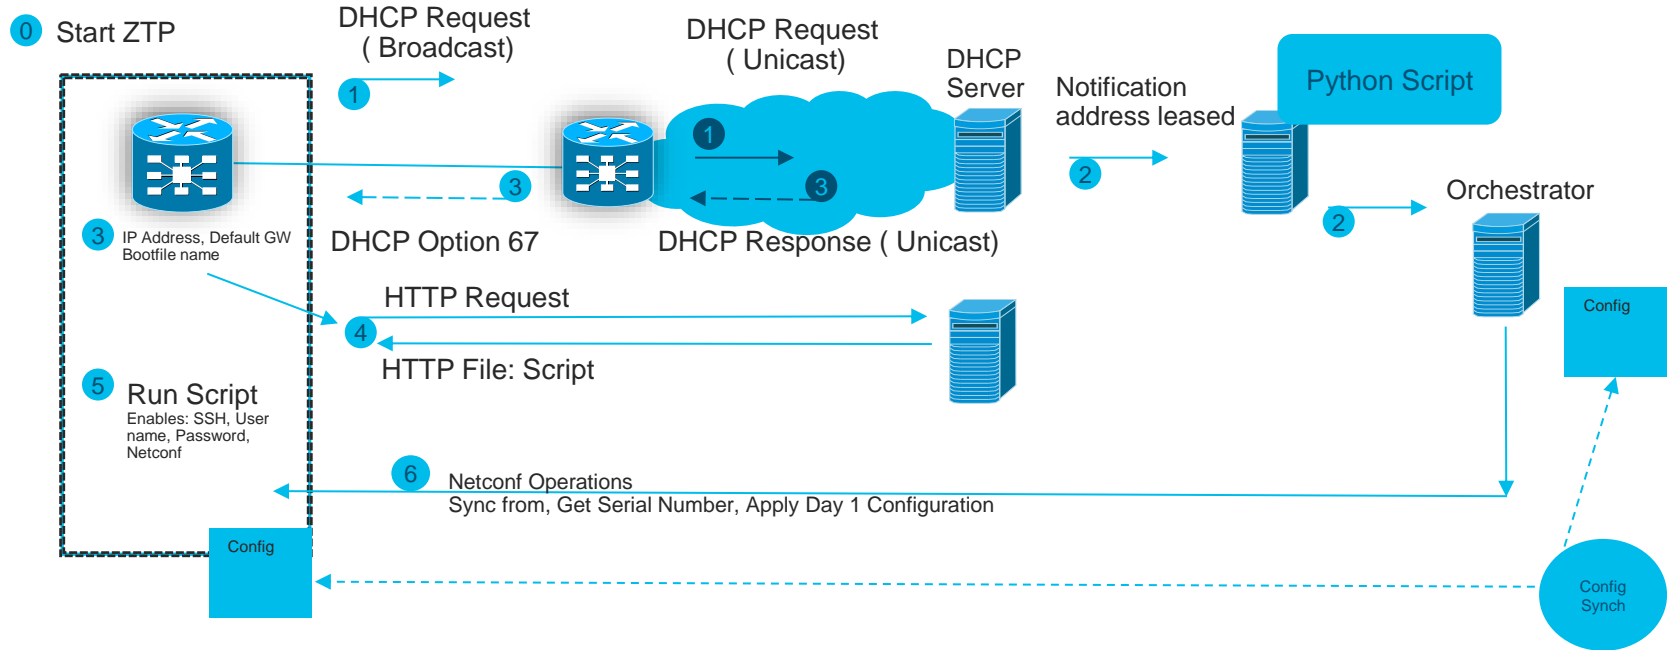 0 Start ZTP
DHCP Request
( Broadcast)
1
DHCP Request
( Unicast)
1
DHCP
Server
Notification
address leased
2
Python Script
2
Orchestrator
3
DHCP Option 67
3
DHCP Response ( Unicast)
3 IP Address, Default GW
Bootfile name
HTTP Request
4
HTTP File: Script
Config
5 Run Script
Enables: SSH, User
name, Password,
Netconf
6 Netconf Operations
Sync from, Get Serial Number, Apply Day 1 Configuration
Config
Config
Synch